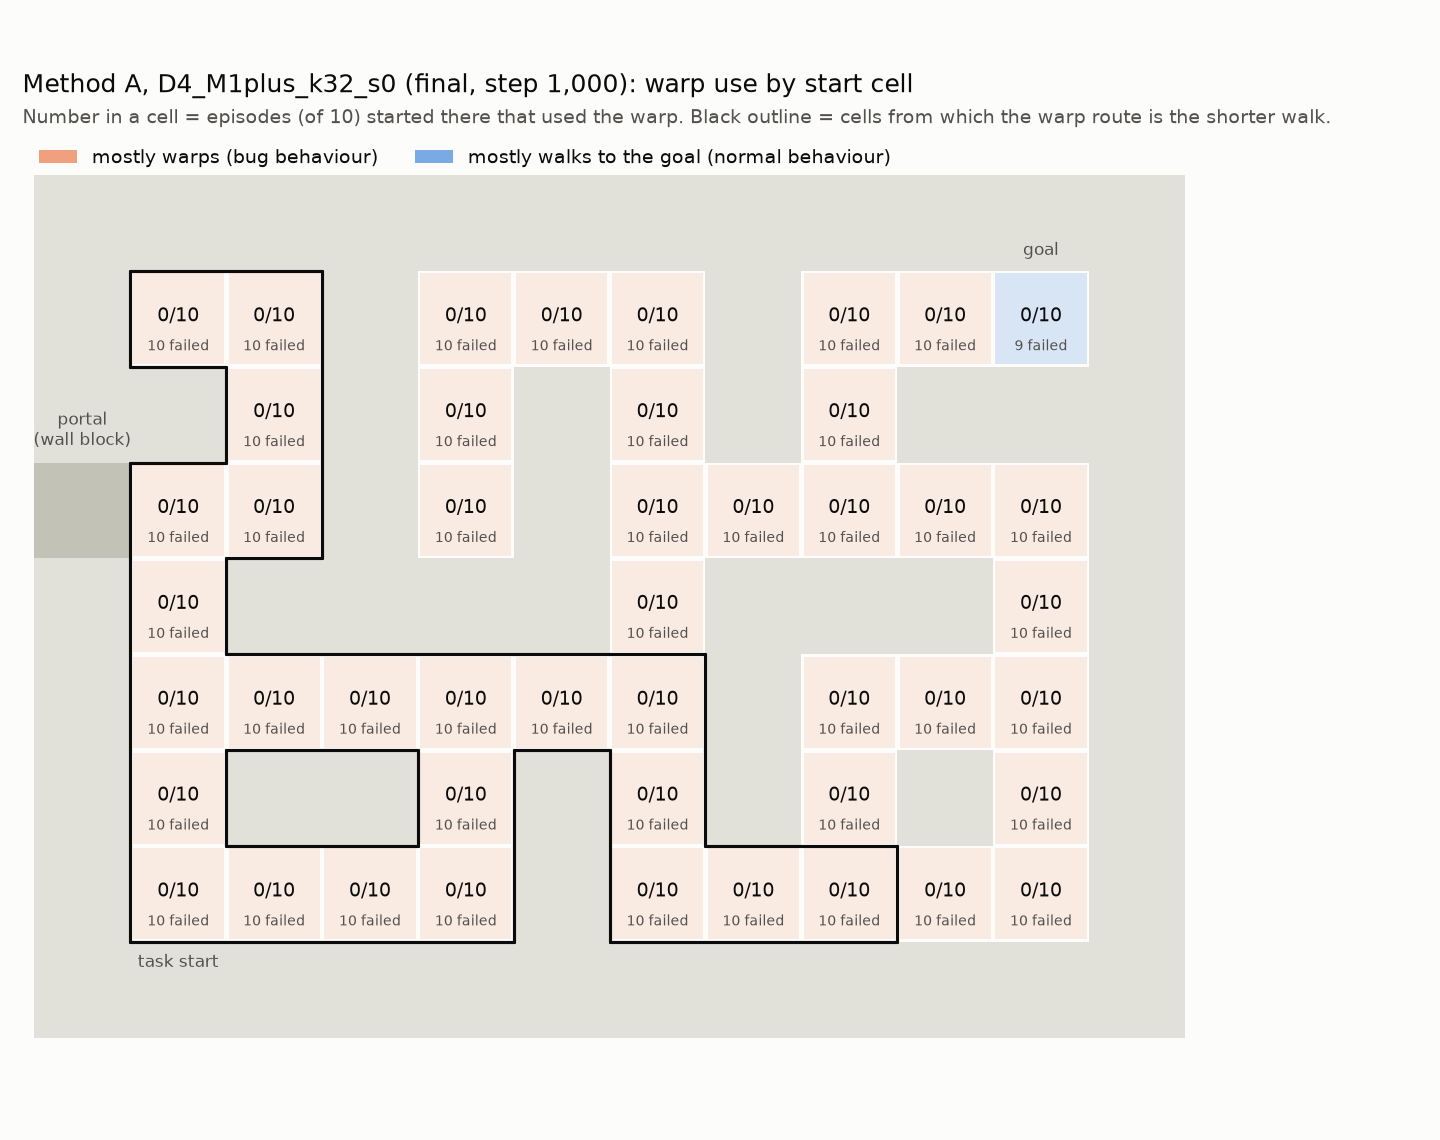 Method A, D4_M1plus_k32_s0 (final, step 1,000): warp use by start cell
Number in a cell = episodes (of 10) started there that used the warp. Black outline = cells from which the warp route is the shorter walk.
mostly warps (bug behaviour) mostly walks to the goal (normal behaviour)
goal
0/10 0/10 0/10 0/10 0/10 0/10 0/10 0/10
10 failed 10 failed 10 failed 10 failed 10 failed 10 failed 10 failed 9 failed
0/10 0/10 0/10 0/10
portal
(wall block)
10 failed 10 failed 10 failed 10 failed
0/10 0/10 0/10 0/10 0/10 0/10 0/10 0/10
10 failed 10 failed 10 failed 10 failed 10 failed 10 failed 10 failed 10 failed
0/10 0/10 0/10
10 failed 10 failed 10 failed
0/10 0/10 0/10 0/10 0/10 0/10 0/10 0/10 0/10
10 failed 10 failed 10 failed 10 failed 10 failed 10 failed 10 failed 10 failed 10 failed
0/10 0/10 0/10 0/10 0/10
10 failed 10 failed 10 failed 10 failed 10 failed
0/10 0/10 0/10 0/10 0/10 0/10 0/10 0/10 0/10
10 failed 10 failed 10 failed 10 failed 10 failed 10 failed 10 failed 10 failed 10 failed
task start